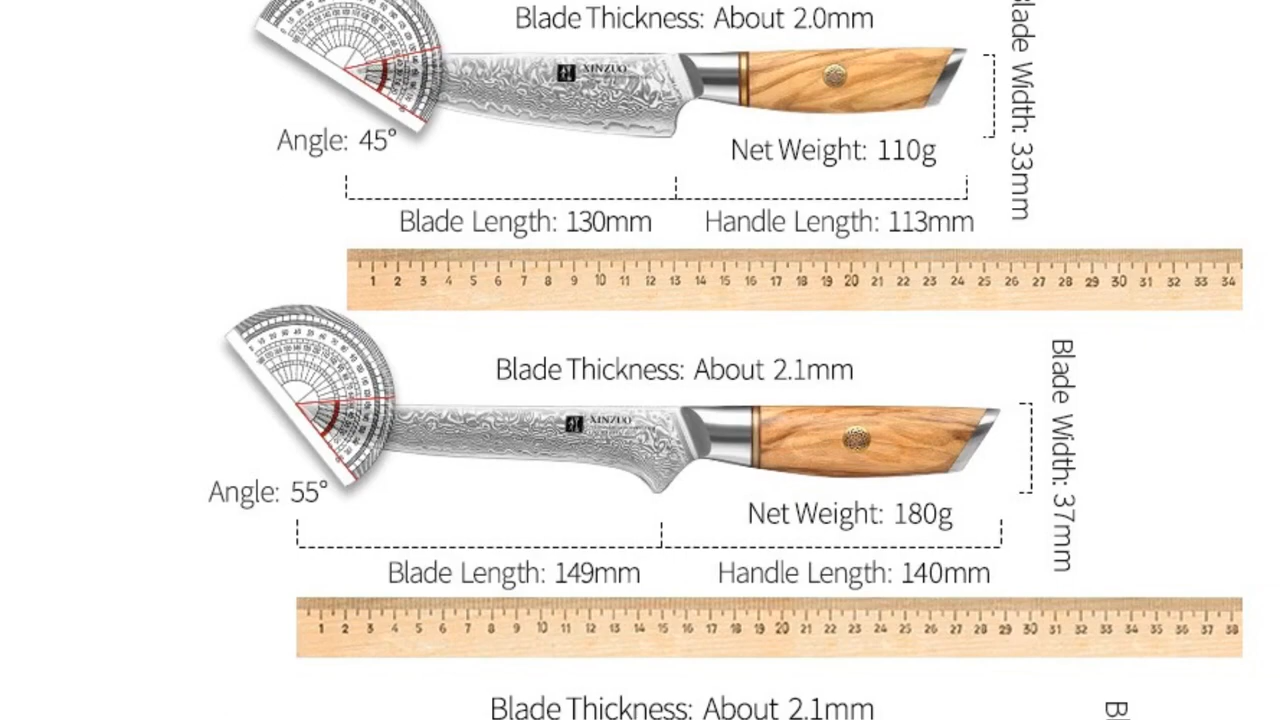 Blade Thickness: About 2.0mm
Blade Width: 33mm
XINZUO
Angle: 45°
Net Weight: 110g
Blade Length: 130mm
Handle Length: 113mm
1 2 3 4 5 6 7 8 9 10 11 12 13 14 15 16 17 18 19 20 21 22 23 24 25 26 27 28 29 30 31 32 33 34
Blade Thickness: About 2.1mm
Blade Width: 37mm
XINZUO
Angle: 55°
Net Weight: 180g
Blade Length: 149mm
Handle Length: 140mm
1 2 3 4 5 6 7 8 9 10 11 12 13 14 15 16 17 18 19 20 21 22 23 24 25 26 27 28 29 30 31 32 33 34 35 36 37 38
Blade Thickness: About 2.1mm
Bl